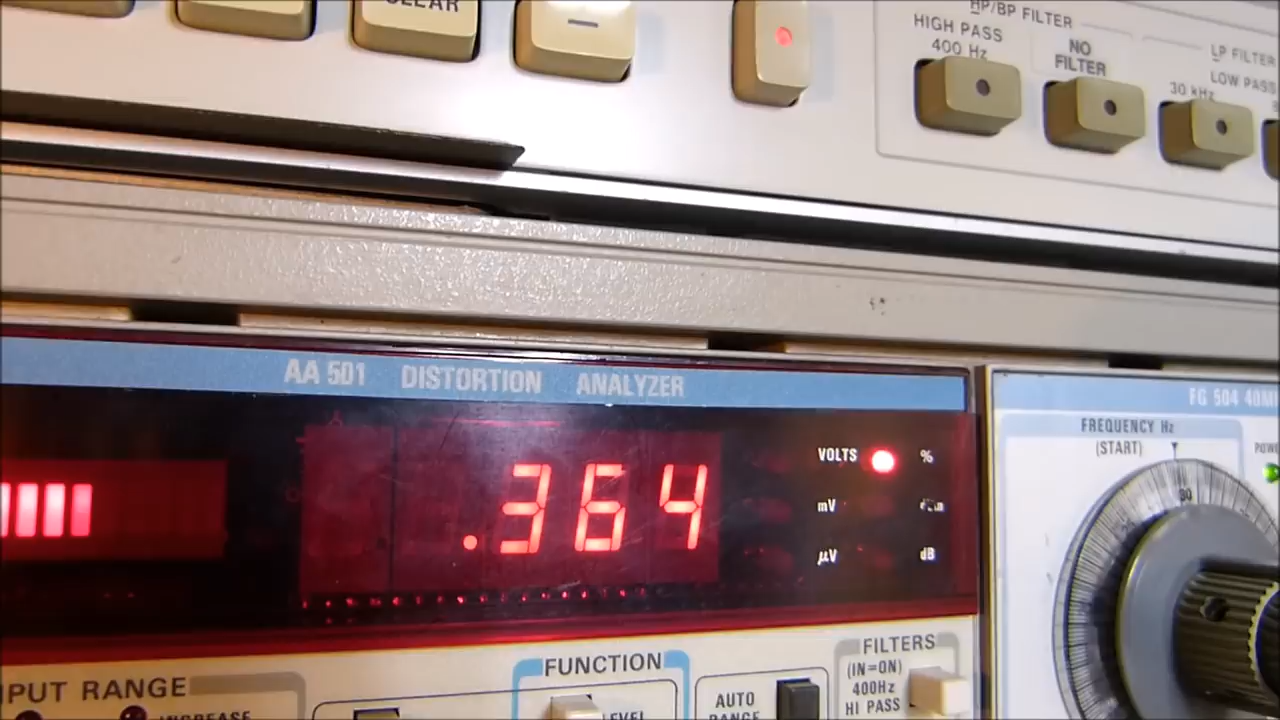 CLEAR
–
HP/BP FILTER
HIGH PASS
400 Hz
NO
FILTER
LP FILTER
LOW PASS
30 kHz
AA 501 DISTORTION ANALYZER
.364
VOLTS
%
mV
µV
dB
FG 504
FREQUENCY Hz
(START)
80
INPUT RANGE
INCREASE
FUNCTION
LEVEL
AUTO
RANGE
FILTERS
(IN=ON)
400Hz
HI PASS